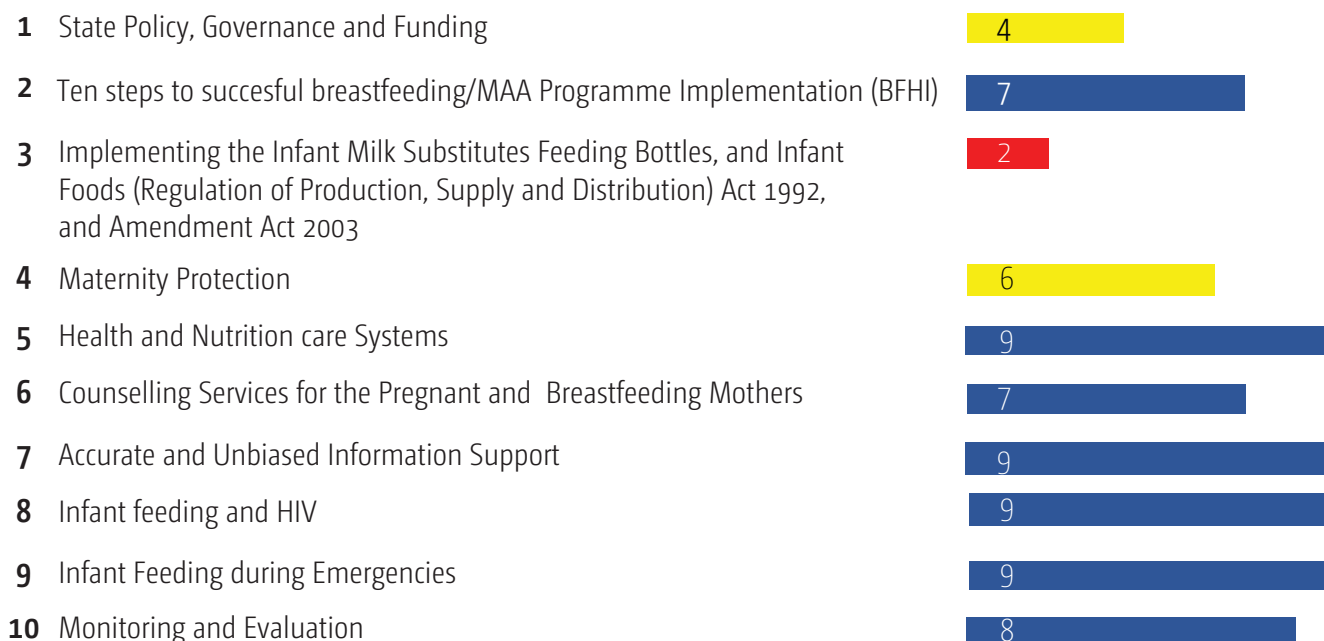 1 State Policy, Governance and Funding 4
2 Ten steps to succesful breastfeeding/MAA Programme Implementation (BFHI) 7
3 Implementing the Infant Milk Substitutes Feeding Bottles, and Infant 2
Foods (Regulation of Production, Supply and Distribution) Act 1992,
and Amendment Act 2003
4 Maternity Protection 6
5 Health and Nutrition care Systems 9
6 Counselling Services for the Pregnant and Breastfeeding Mothers 7
7 Accurate and Unbiased Information Support 9
8 Infant feeding and HIV 9
9 Infant Feeding during Emergencies 9
10 Monitoring and Evaluation 8